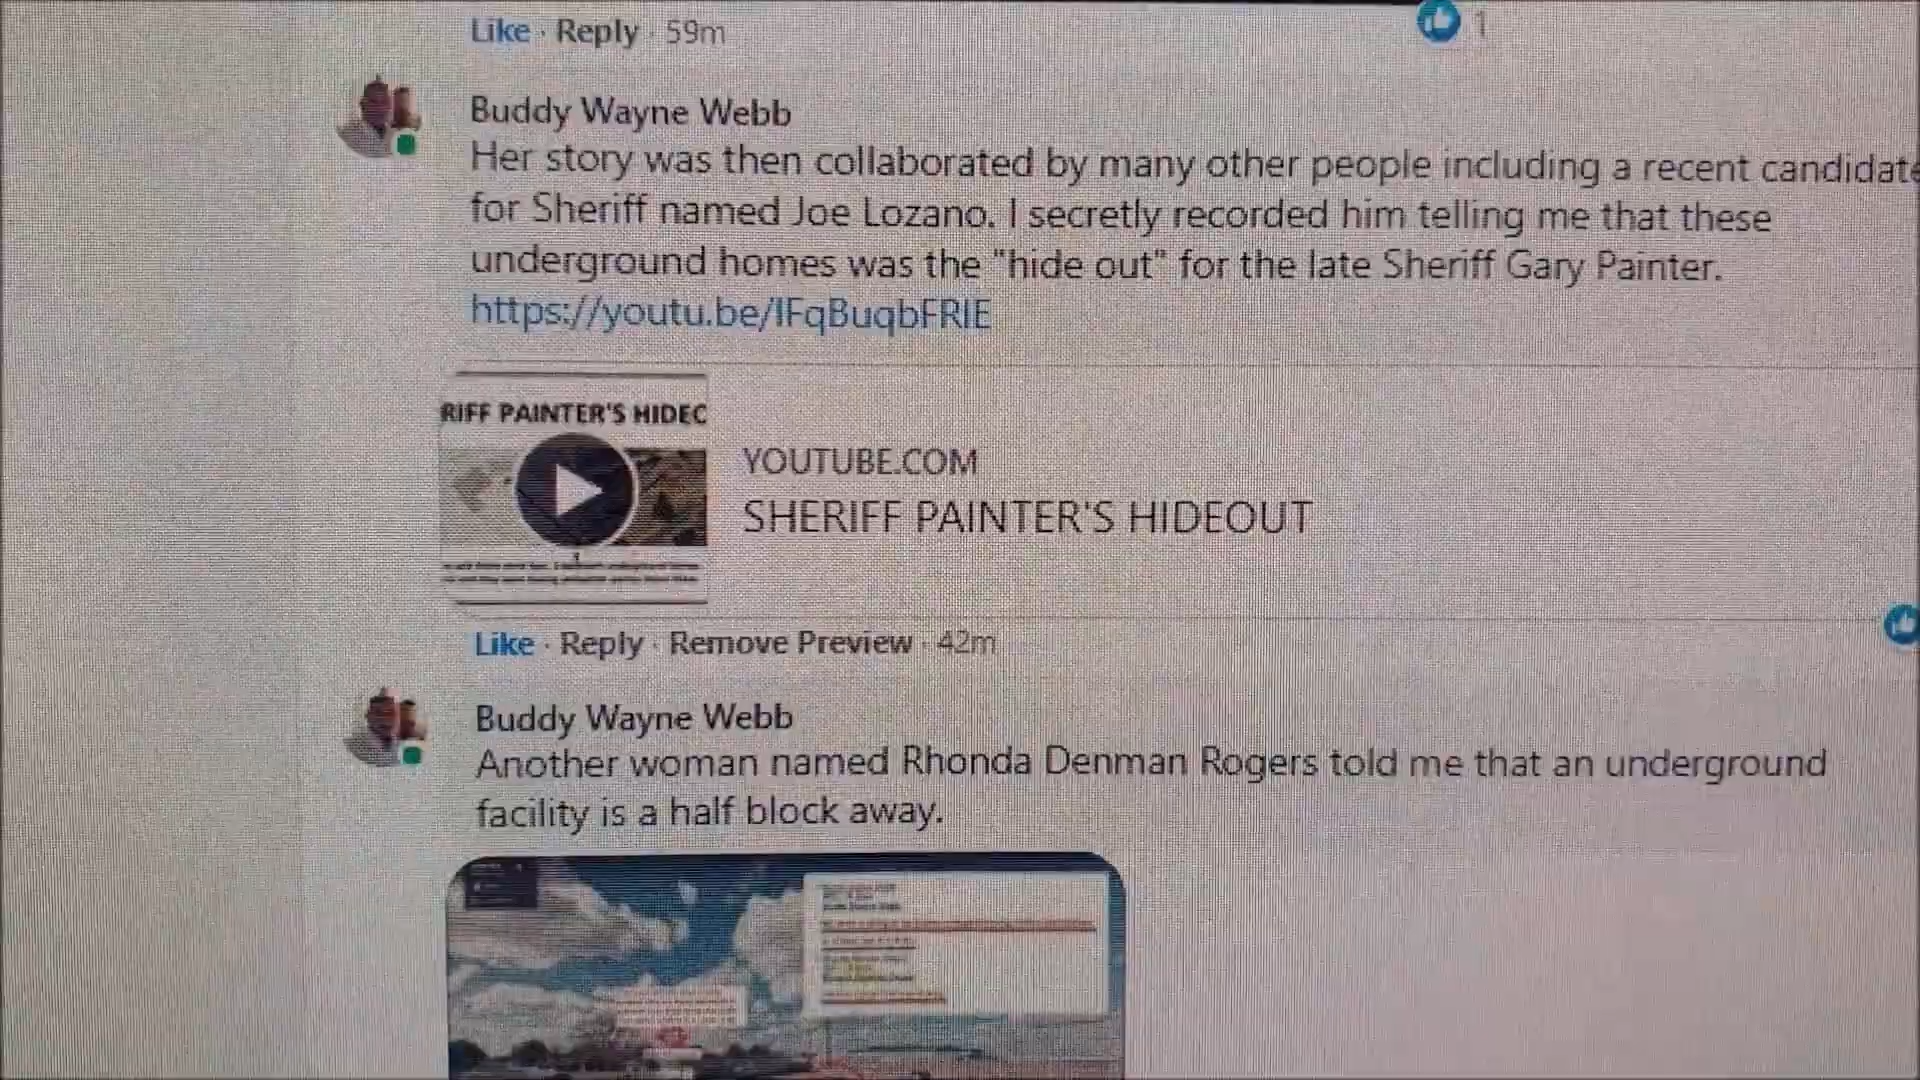 Like · Reply · 59m
1
Buddy Wayne Webb
Her story was then collaborated by many other people including a recent candidate
for Sheriff named Joe Lozano. I secretly recorded him telling me that these
underground homes was the "hide out" for the late Sheriff Gary Painter.
https://youtu.be/lFqBuqbFRlE
RIFF PAINTER'S HIDEC
YOUTUBE.COM
SHERIFF PAINTER'S HIDEOUT
Like · Reply · Remove Preview · 42m
Buddy Wayne Webb
Another woman named Rhonda Denman Rogers told me that an underground
facility is a half block away.